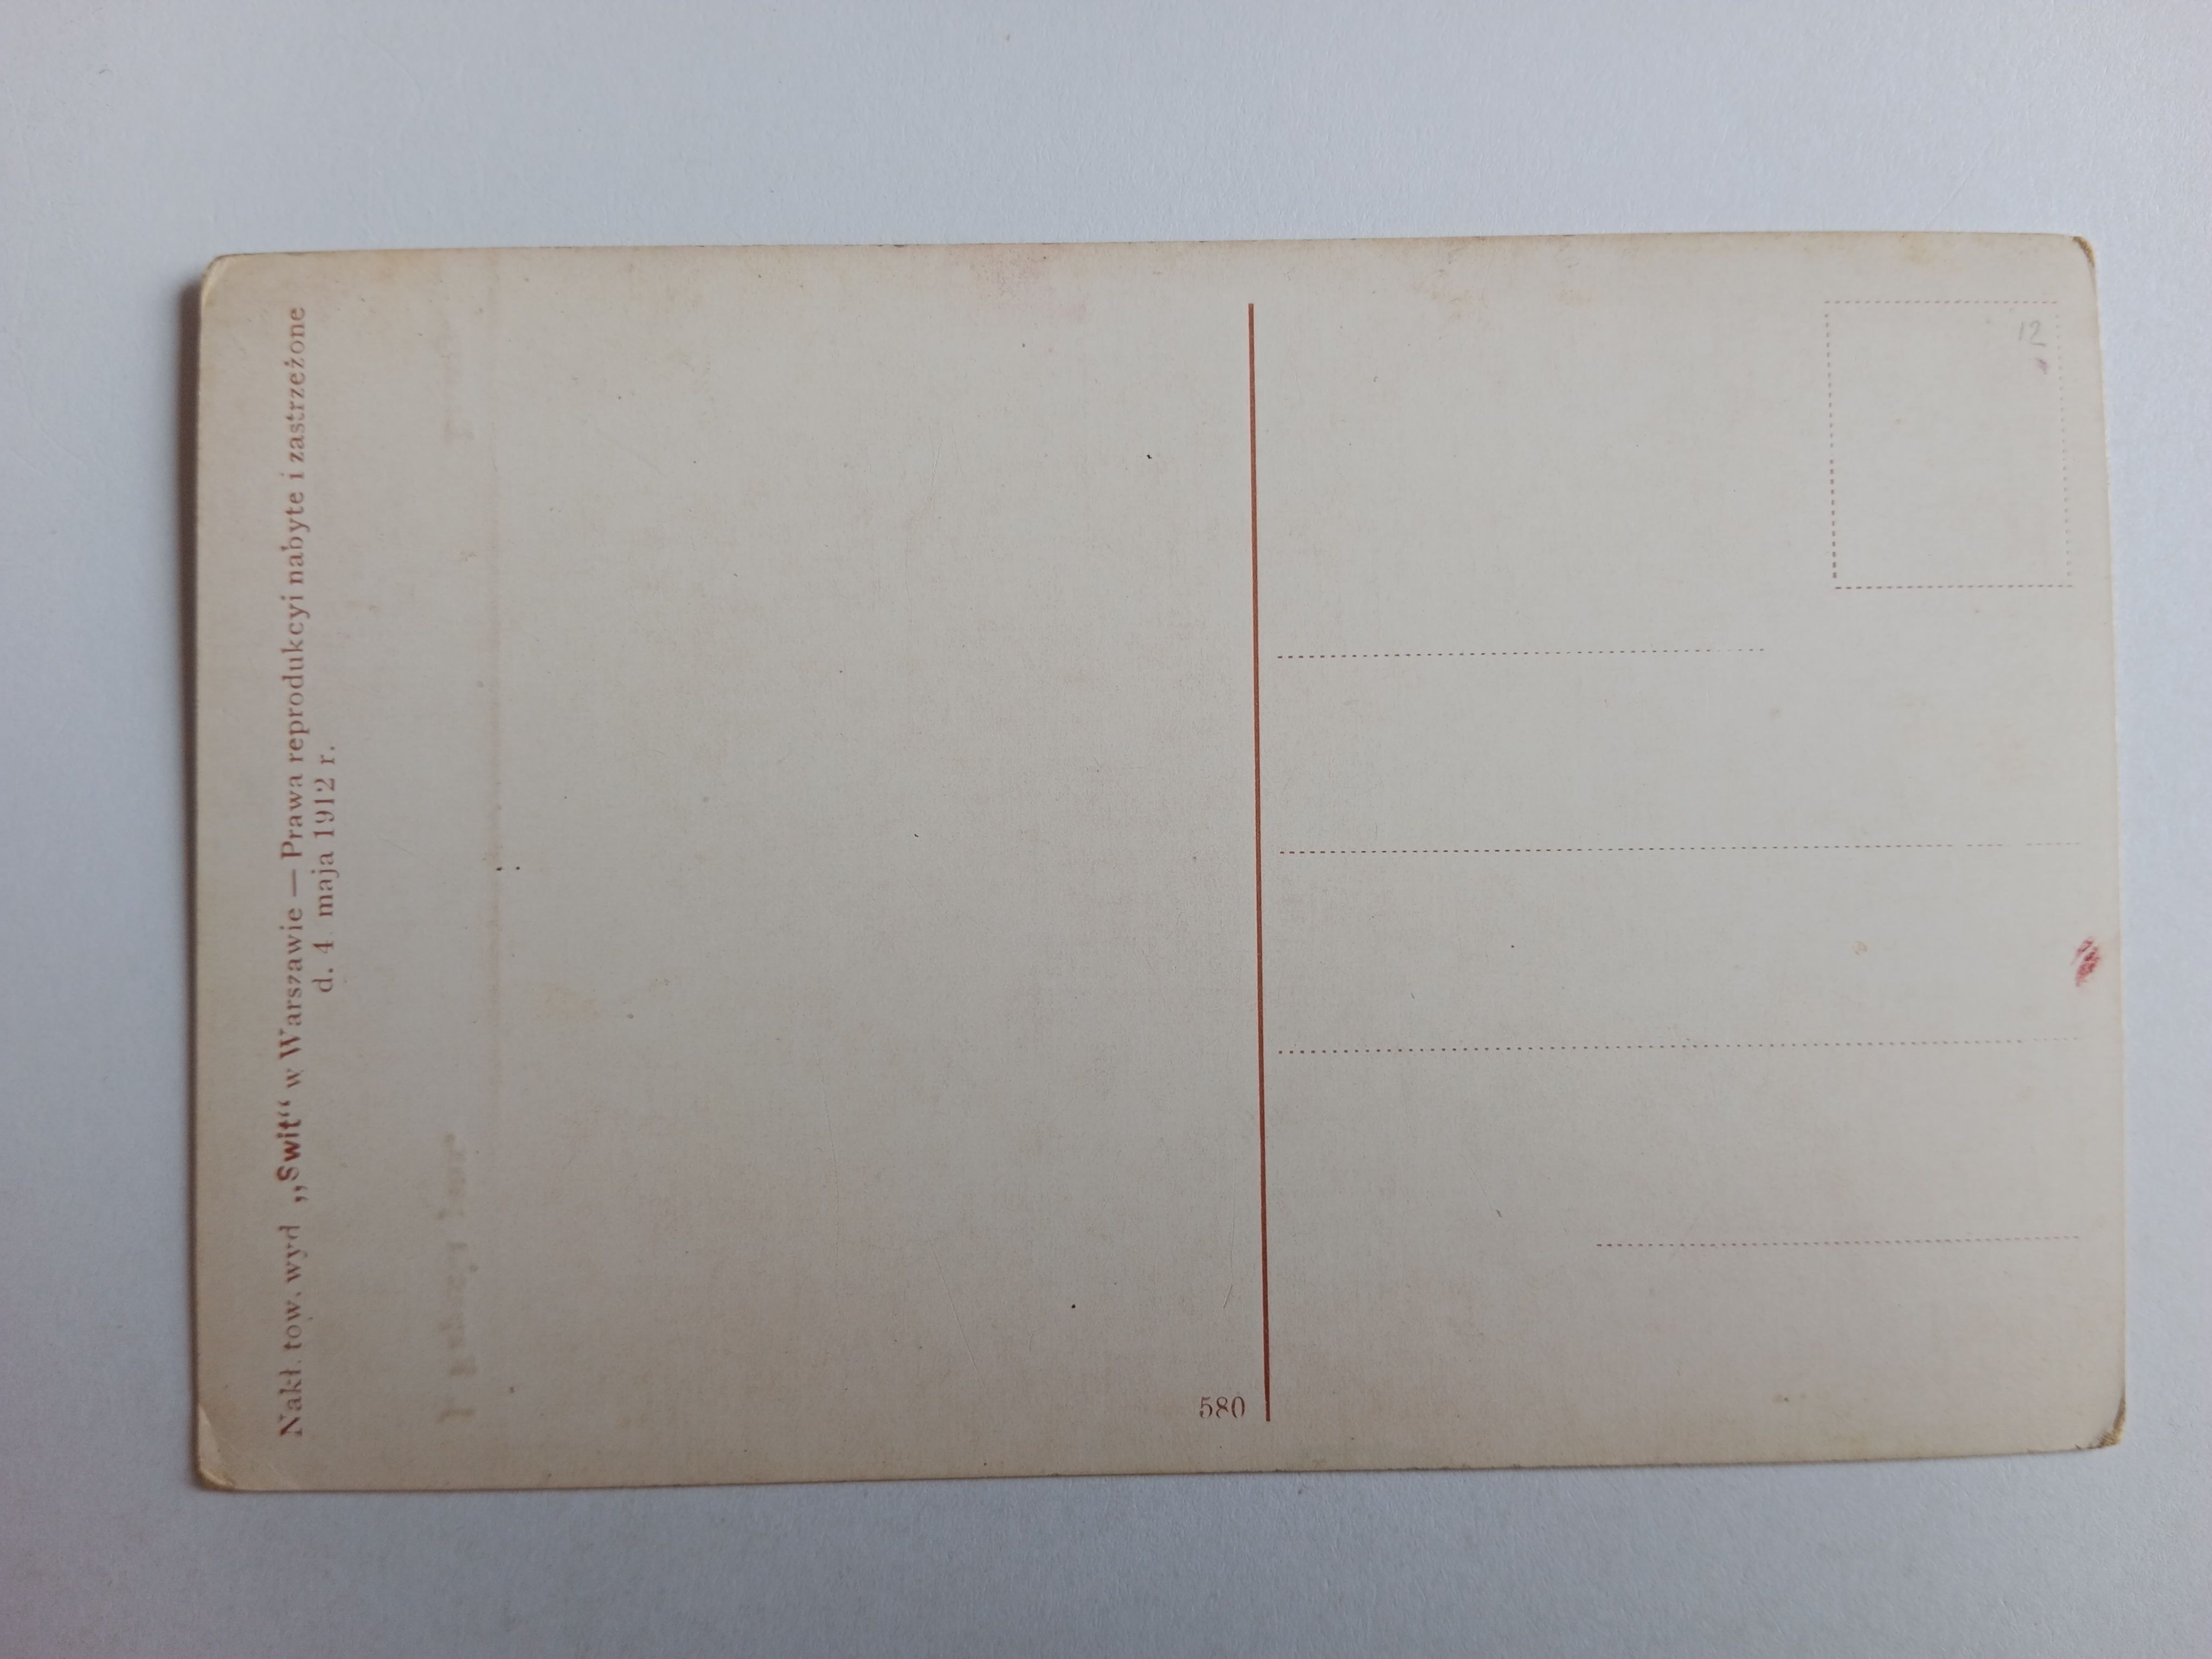 Nakł. tow. wyd „Swit“ w Warszawie — Prawa reprodukcyi nabyte i zastrzeżone
d. 4. maja 1912 r.
12
580